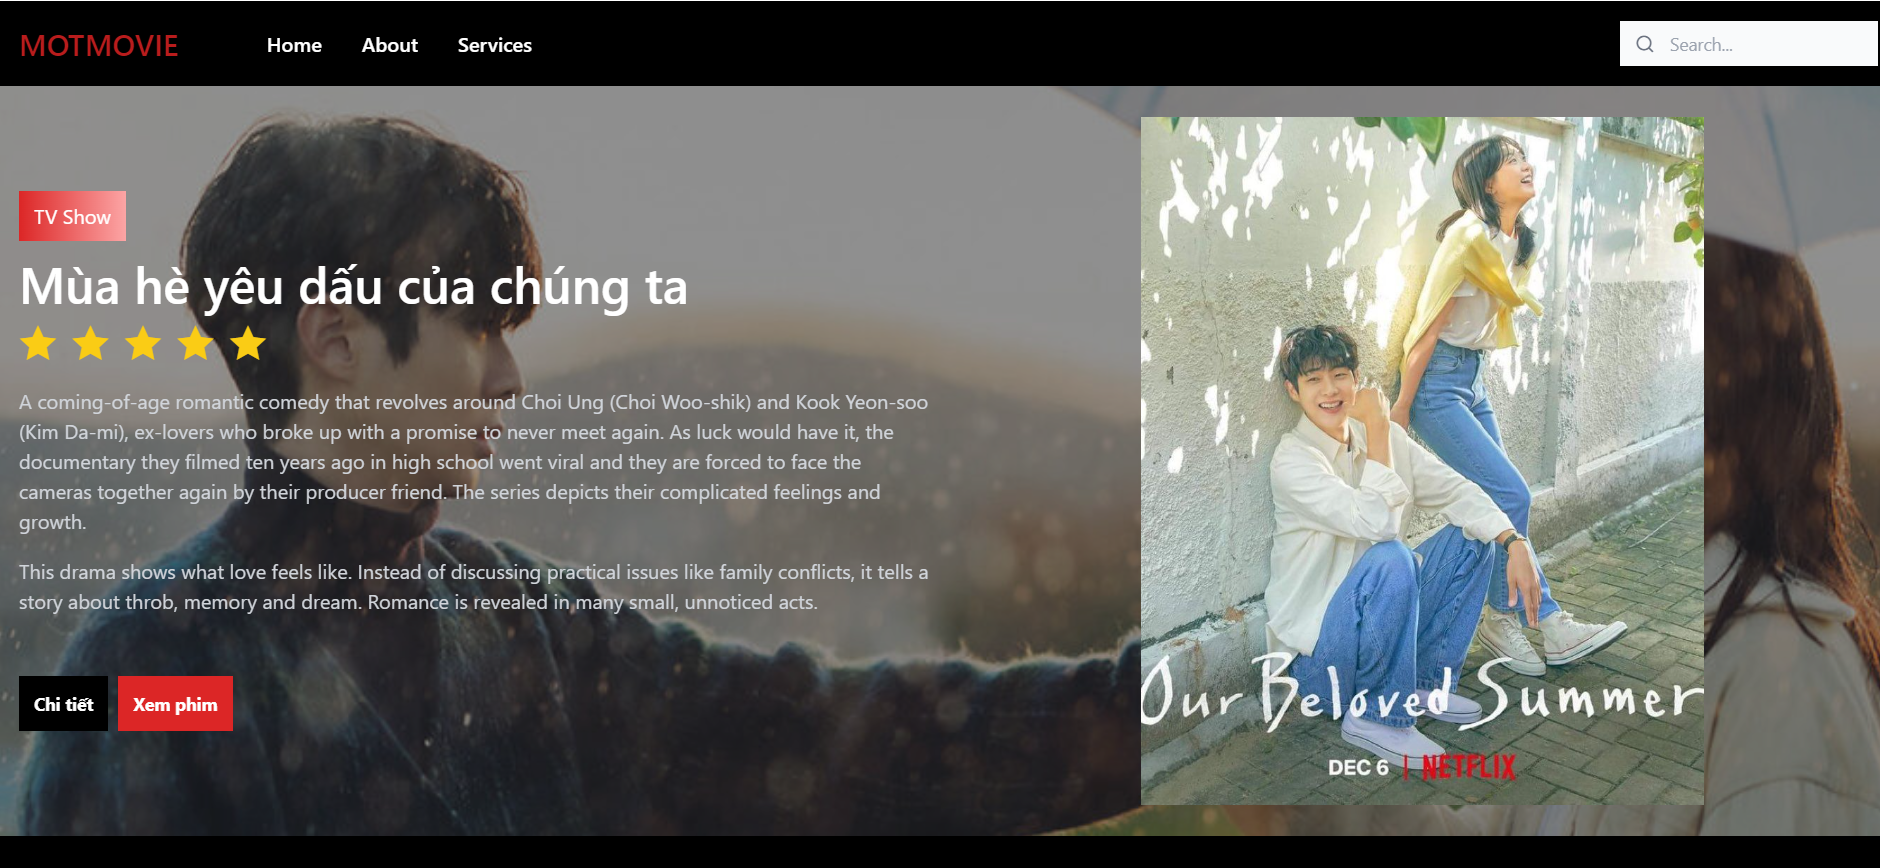 MOTMOVIE
Home About Services
Search...
TV Show
Mùa hè yêu dấu của chúng ta
A coming-of-age romantic comedy that revolves around Choi Ung (Choi Woo-shik) and Kook Yeon-soo
(Kim Da-mi), ex-lovers who broke up with a promise to never meet again. As luck would have it, the
documentary they filmed ten years ago in high school went viral and they are forced to face the
cameras together again by their producer friend. The series depicts their complicated feelings and
growth.
This drama shows what love feels like. Instead of discussing practical issues like family conflicts, it tells a
story about throb, memory and dream. Romance is revealed in many small, unnoticed acts.
Chi tiết Xem phim
Our Beloved Summer
DEC 6 | NETFLIX